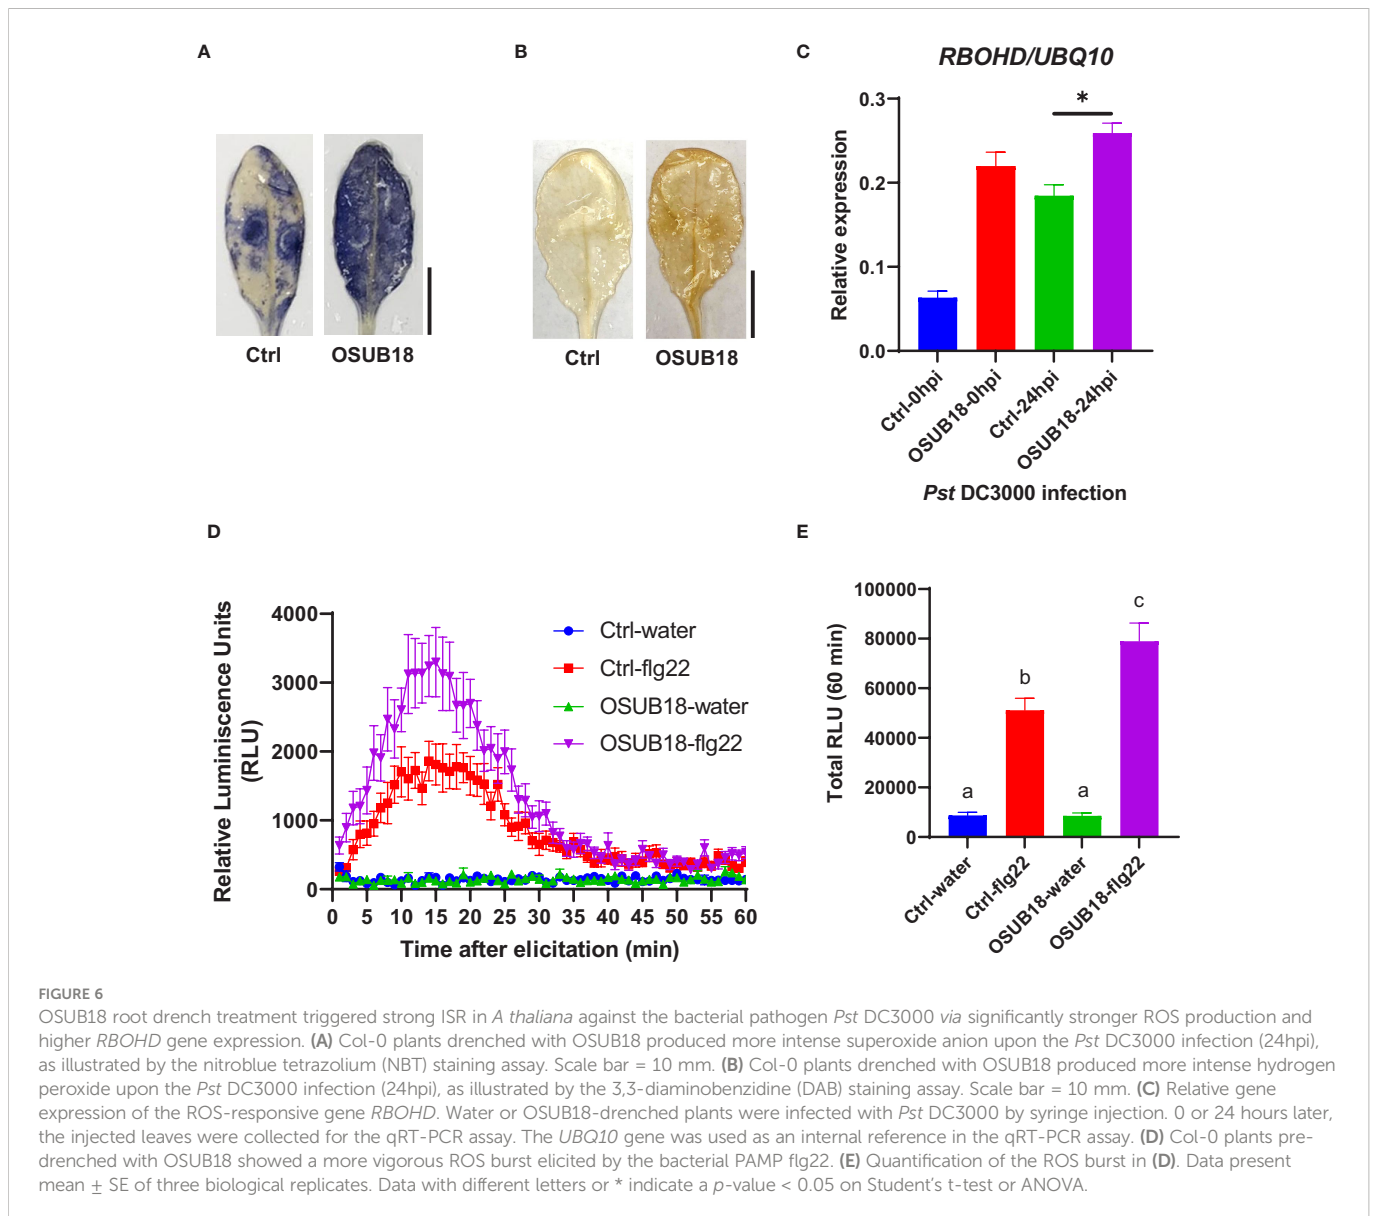 A
B
C
RBOHD/UBQ10
Ctrl
OSUB18
Ctrl
OSUB18
Relative expression
0.3
0.2
0.1
0.0
*
Ctrl-0hpi
OSUB18-0hpi
Ctrl-24hpi
OSUB18-24hpi
Pst DC3000 infection
D
Relative Luminiscence Units
(RLU)
4000
3000
2000
1000
0
Ctrl-water
Ctrl-flg22
OSUB18-water
OSUB18-flg22
0 5 10 15 20 25 30 35 40 45 50 55 60
Time after elicitation (min)
E
Total RLU (60 min)
100000
80000
60000
40000
20000
0
a
b
a
c
Ctrl-water
Ctrl-flg22
OSUB18-water
OSUB18-flg22
FIGURE 6
OSUB18 root drench treatment triggered strong ISR in A thaliana against the bacterial pathogen Pst DC3000 via significantly stronger ROS production and
higher RBOHD gene expression. (A) Col-0 plants drenched with OSUB18 produced more intense superoxide anion upon the Pst DC3000 infection (24hpi),
as illustrated by the nitroblue tetrazolium (NBT) staining assay. Scale bar = 10 mm. (B) Col-0 plants drenched with OSUB18 produced more intense hydrogen
peroxide upon the Pst DC3000 infection (24hpi), as illustrated by the 3,3-diaminobenzidine (DAB) staining assay. Scale bar = 10 mm. (C) Relative gene
expression of the ROS-responsive gene RBOHD. Water or OSUB18-drenched plants were infected with Pst DC3000 by syringe injection. 0 or 24 hours later,
the injected leaves were collected for the qRT-PCR assay. The UBQ10 gene was used as an internal reference in the qRT-PCR assay. (D) Col-0 plants pre-
drenched with OSUB18 showed a more vigorous ROS burst elicited by the bacterial PAMP flg22. (E) Quantification of the ROS burst in (D). Data present
mean ± SE of three biological replicates. Data with different letters or * indicate a p-value < 0.05 on Student's t-test or ANOVA.